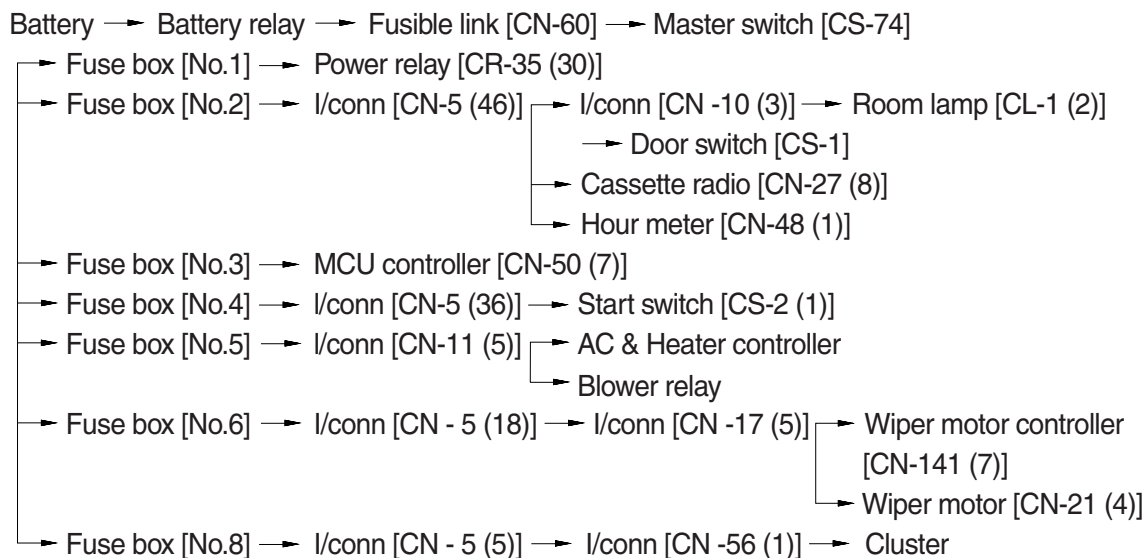 Battery → Battery relay → Fusible link [CN-60] → Master switch [CS-74]
→ Fuse box [No.1] → Power relay [CR-35 (30)]
→ Fuse box [No.2] → I/conn [CN-5 (46)] → I/conn [CN -10 (3)] → Room lamp [CL-1 (2)]
→ Door switch [CS-1]
→ Cassette radio [CN-27 (8)]
→ Hour meter [CN-48 (1)]
→ Fuse box [No.3] → MCU controller [CN-50 (7)]
→ Fuse box [No.4] → I/conn [CN-5 (36)] → Start switch [CS-2 (1)]
→ Fuse box [No.5] → I/conn [CN-11 (5)] → AC & Heater controller
→ Blower relay
→ Fuse box [No.6] → I/conn [CN - 5 (18)] → I/conn [CN -17 (5)] → Wiper motor controller
[CN-141 (7)]
→ Wiper motor [CN-21 (4)]
→ Fuse box [No.8] → I/conn [CN - 5 (5)] → I/conn [CN -56 (1)] → Cluster